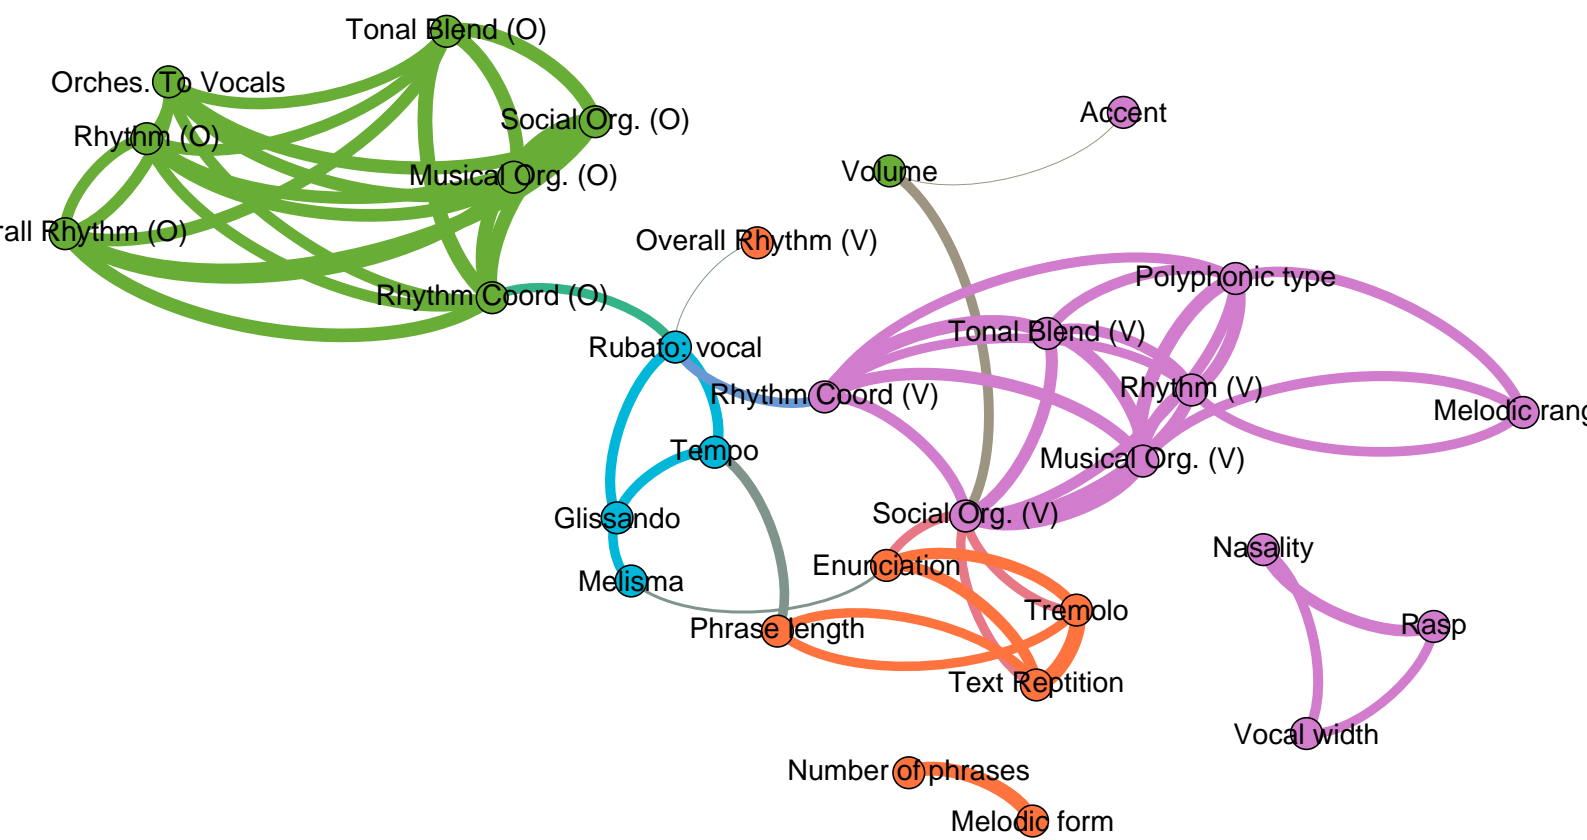 Tonal Blend (O)
Orches. To Vocals
Social Org. (O)
Accent
Rhythm (O)
Volume
Musical Org. (O)
rall Rhythm (O)
Overall Rhythm (V)
Polyphonic type
Rhythm Coord (O)
Tonal Blend (V)
Rubato: vocal
Rhythm (V)
Rhythm Coord (V)
Melodic rang
Tempo
Musical Org. (V)
Social Org. (V)
Glissando
Nasality
Enunciation
Melisma
Tremolo
Phrase length
Rasp
Text Reptition
Vocal width
Number of phrases
Melodic form